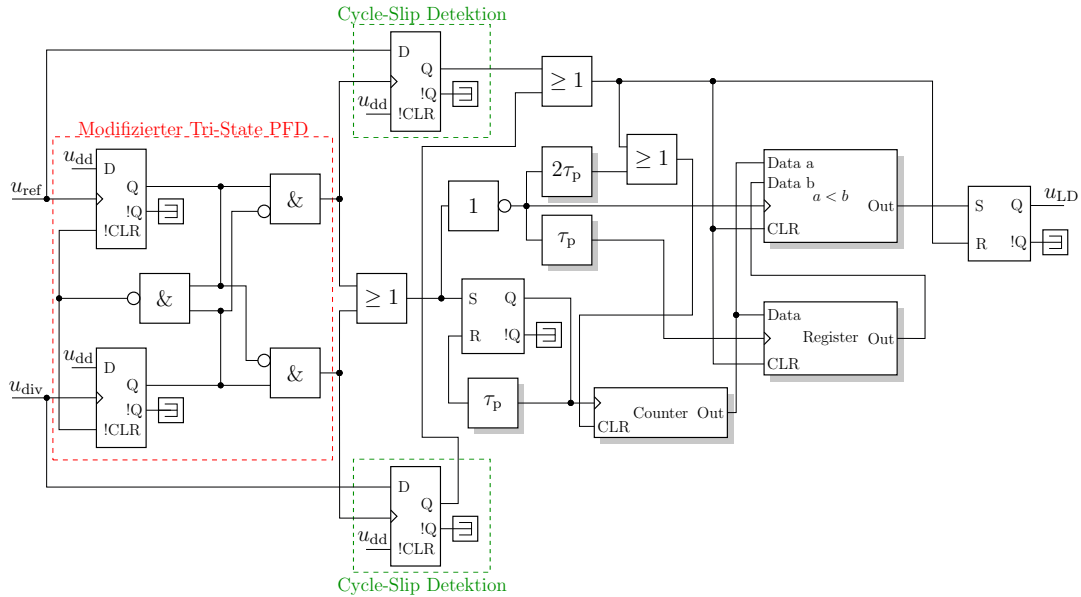 Cycle-Slip Detektion
D
Q
!Q
u_dd
!CLR
≥ 1
Modifizierter Tri-State PFD
u_dd
D
Q
!Q
!CLR
u_ref
&
2τ_p
≥ 1
Data a
Data b
a < b
Out
CLR
1
τ_p
S
Q
R
!Q
u_LD
&
≥ 1
S
Q
R
!Q
Data
Register
Out
CLR
u_dd
D
Q
!Q
!CLR
u_div
&
τ_p
Counter
Out
CLR
D
Q
!Q
u_dd
!CLR
Cycle-Slip Detektion